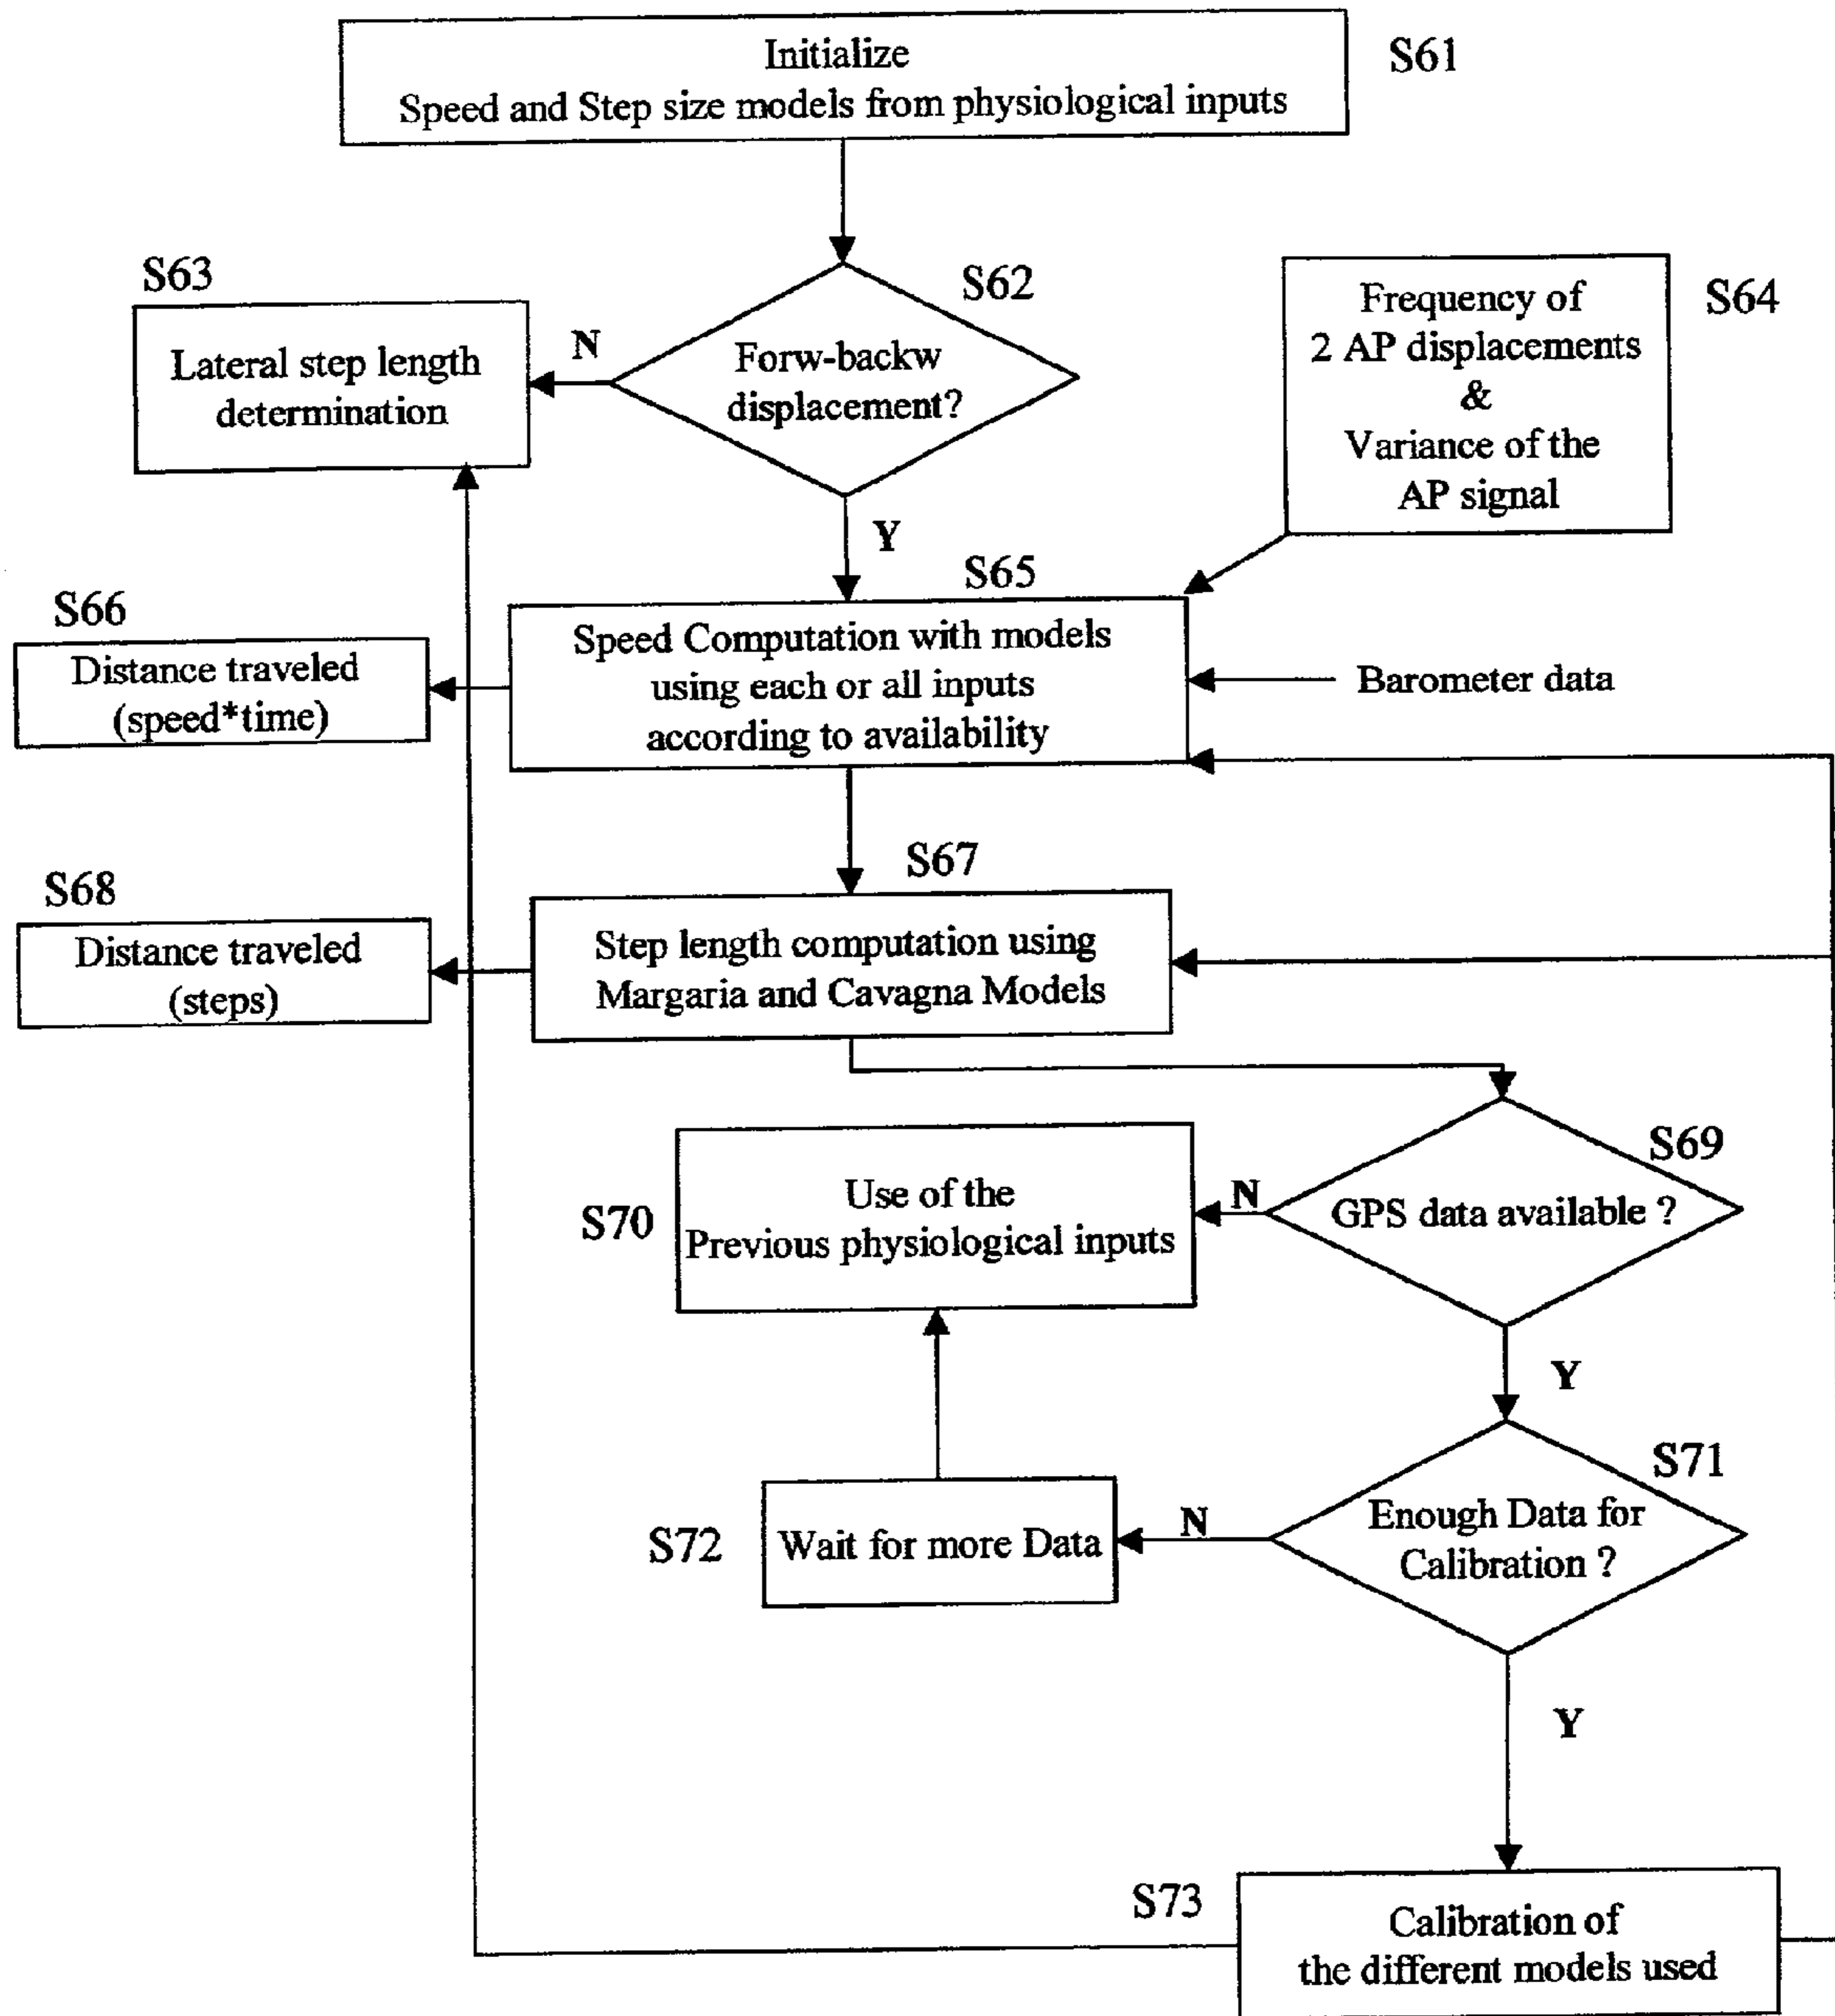 Initialize
Speed and Step size models from physiological inputs
S61
S63
S62
Lateral step length
determination
N
Forw-backw
displacement?
Frequency of
2 AP displacements
&
Variance of the
AP signal
S64
Y
S65
S66
Distance traveled
(speed*time)
Speed Computation with models
using each or all inputs
according to availability
Barometer data
S67
S68
Distance traveled
(steps)
Step length computation using
Margaria and Cavagna Models
S69
S70
Use of the
Previous physiological inputs
N
GPS data available ?
Y
S71
S72
Wait for more Data
N
Enough Data for
Calibration ?
Y
S73
Calibration of
the different models used